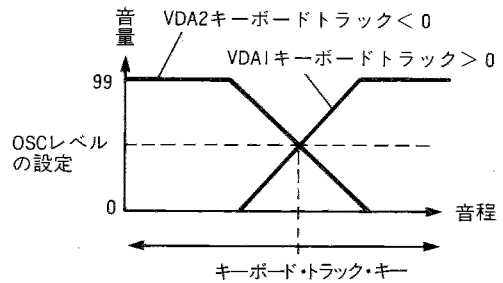 音量
VDA2キーボードトラック<0
VDA1キーボードトラック>0
99
OSCレベル
の設定
0
音程
キーボード・トラック・キー